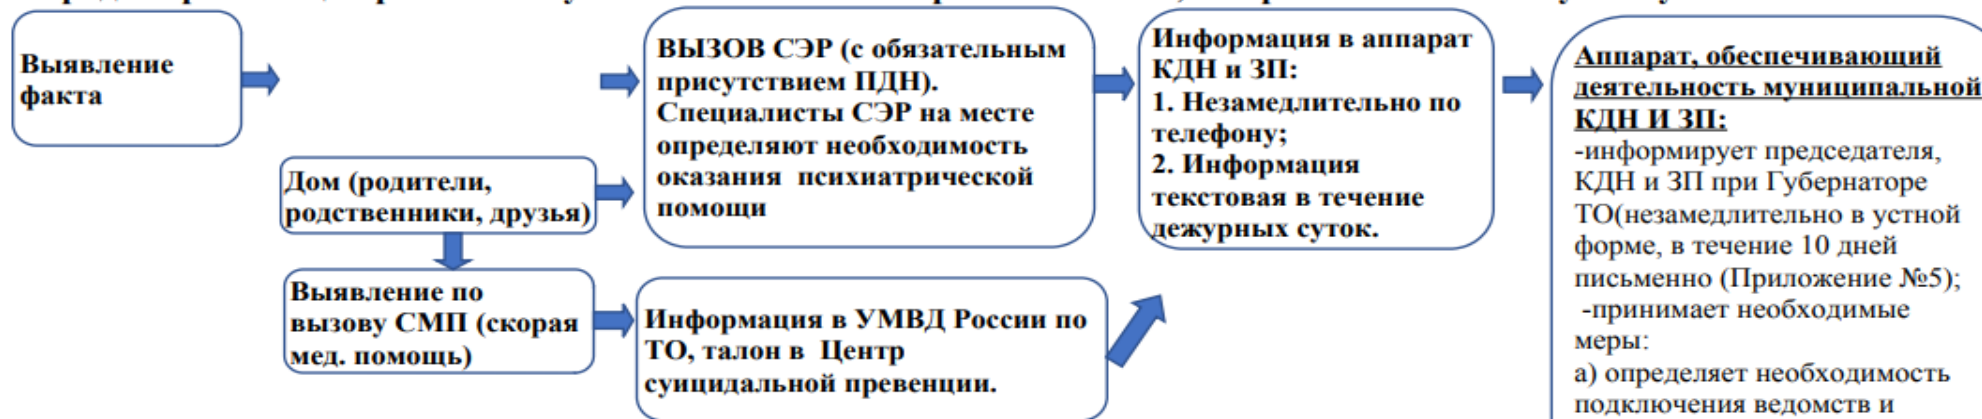 Выявление
факта
Дом (родители,
родственники, друзья)
Выявление по
вызову СМП (скорая
мед. помощь)
ВЫЗОВ СЭР (с обязательным
присутствием ПДН).
Специалисты СЭР на месте
определяют необходимость
оказания психиатрической
помощи
Информация в УМВД России по
ТО, талон в Центр
суицидальной превенции.
Информация в аппарат
КДН и ЗП:
1. Незамедлительно по
телефону;
2. Информация
текстовая в течение
дежурных суток.
Аппарат, обеспечивающий
деятельность муниципальной
КДН И ЗП:
-информирует председателя,
КДН и ЗП при Губернаторе
ТО(незамедлительно в устной
форме, в течение 10 дней
письменно (Приложение №5);
-принимает необходимые
меры:
а) определяет необходимость
подключения ведомств и